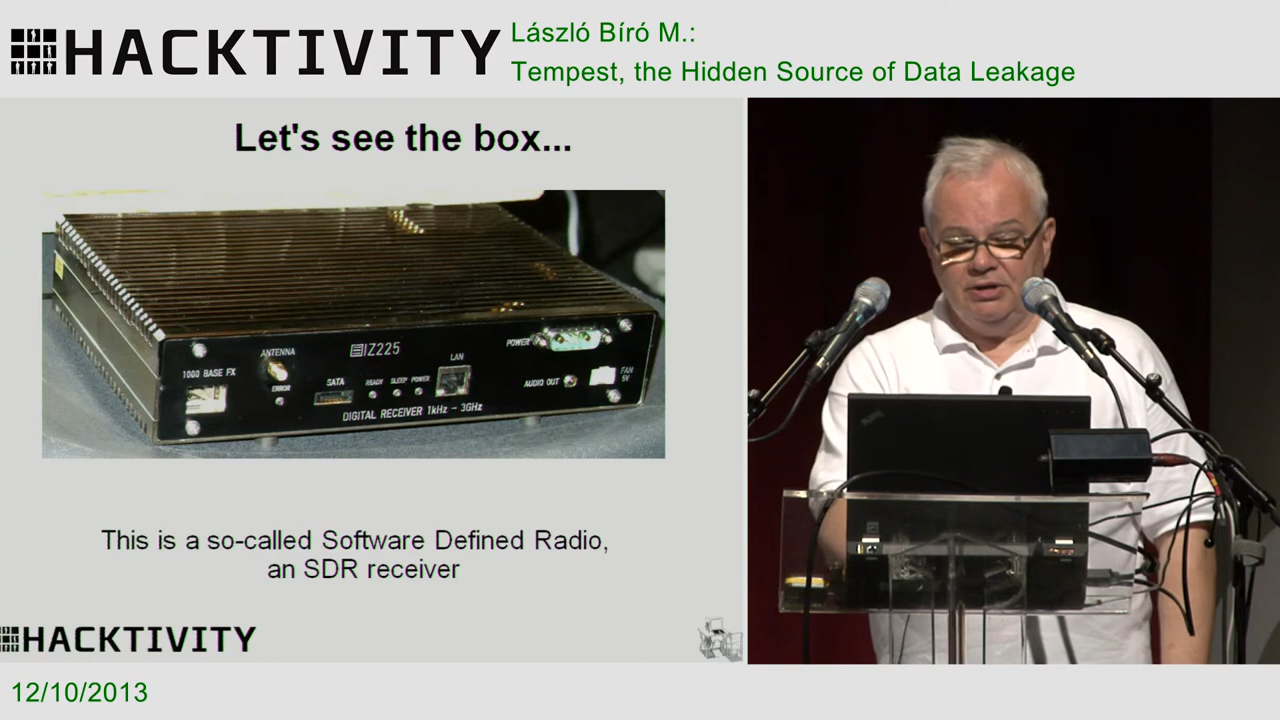 HACKTIVITY
László Bíró M.:
Tempest, the Hidden Source of Data Leakage
Let's see the box...
1000 BASE FX
ANTENNA
ERROR
IZ225
SATA
READY
SLEEP
POWER
LAN
POWER
AUDIO OUT
FAN
5V
DIGITAL RECEIVER 1kHz - 3GHz
This is a so-called Software Defined Radio,
an SDR receiver
HACKTIVITY
12/10/2013